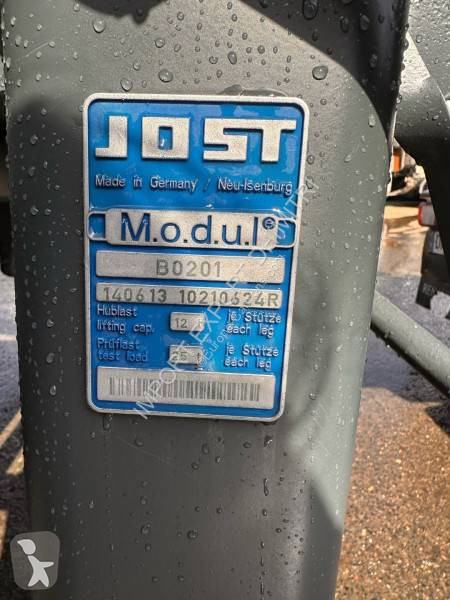 JOST
Made in Germany / Neu-Isenburg
M.o.d.u.l®
B0201
140613 10210624R
Hublast je Stütze
lifting cap. 12 t each leg
Prüflast je Stütze
test load 25 t each leg